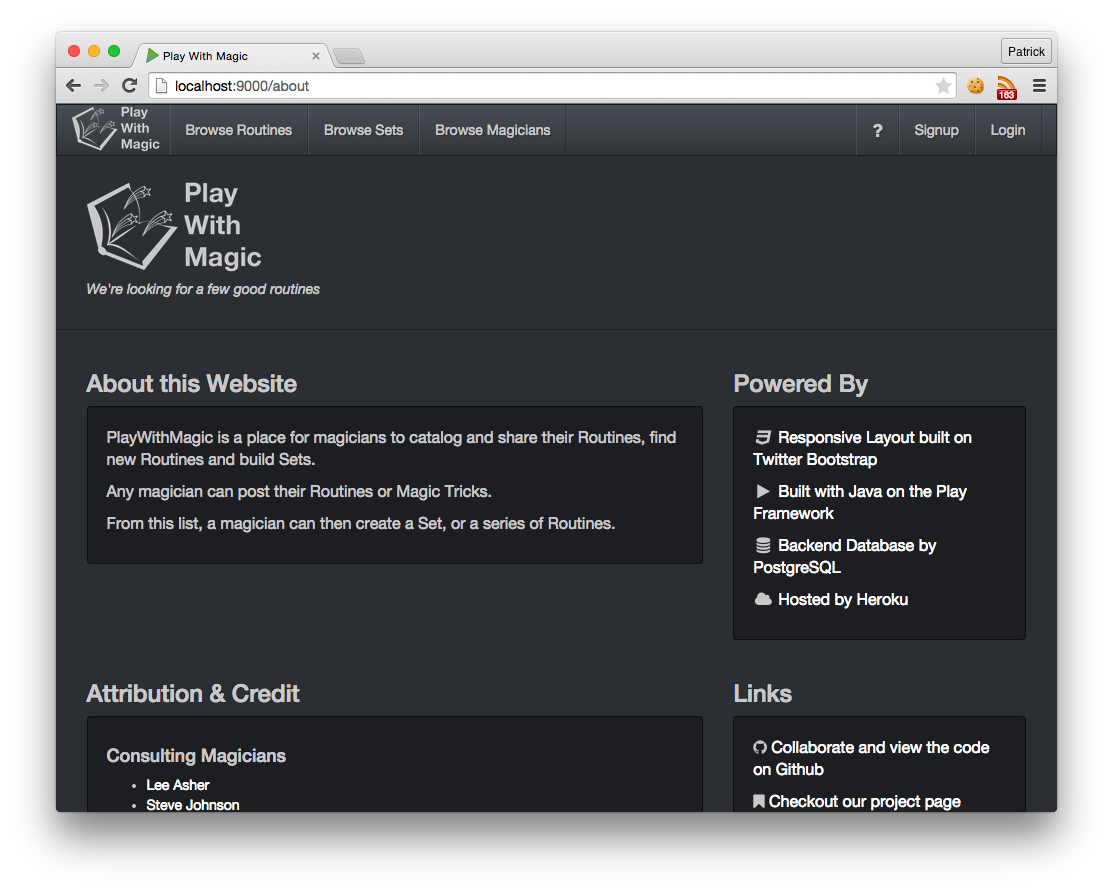 Play With Magic
Patrick
localhost:9000/about
163
Play
With
Magic
Browse Routines
Browse Sets
Browse Magicians
?
Signup
Login
Play
With
Magic
We're looking for a few good routines
About this Website
PlayWithMagic is a place for magicians to catalog and share their Routines, find
new Routines and build Sets.
Any magician can post their Routines or Magic Tricks.
From this list, a magician can then create a Set, or a series of Routines.
Powered By
Responsive Layout built on
Twitter Bootstrap
Built with Java on the Play
Framework
Backend Database by
PostgreSQL
Hosted by Heroku
Attribution & Credit
Consulting Magicians
• Lee Asher
• Steve Johnson
Links
Collaborate and view the code
on Github
Checkout our project page